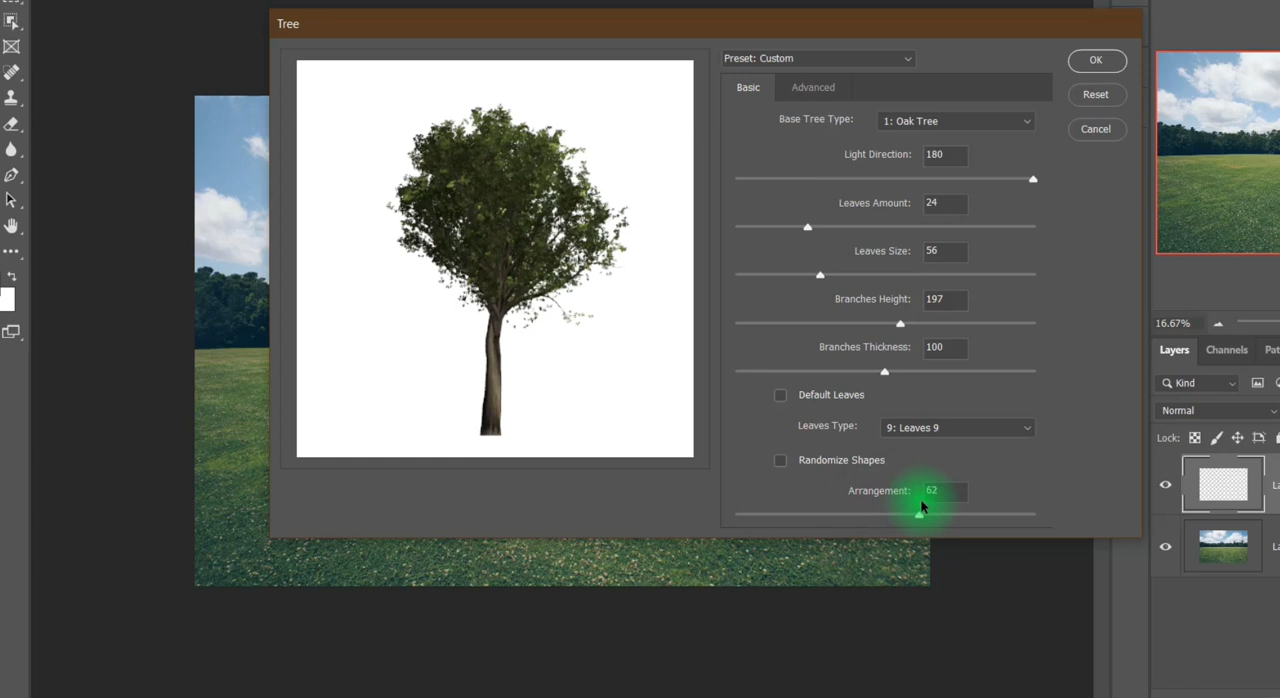 Tree
Preset: Custom
OK
Basic
Advanced
Reset
Base Tree Type:
1: Oak Tree
Cancel
Light Direction:
180
Leaves Amount:
24
Leaves Size:
56
Branches Height:
197
16.67%
Branches Thickness:
100
Layers
Channels
Default Leaves
Kind
Normal
Leaves Type:
9: Leaves 9
Lock:
Randomize Shapes
Arrangement:
62